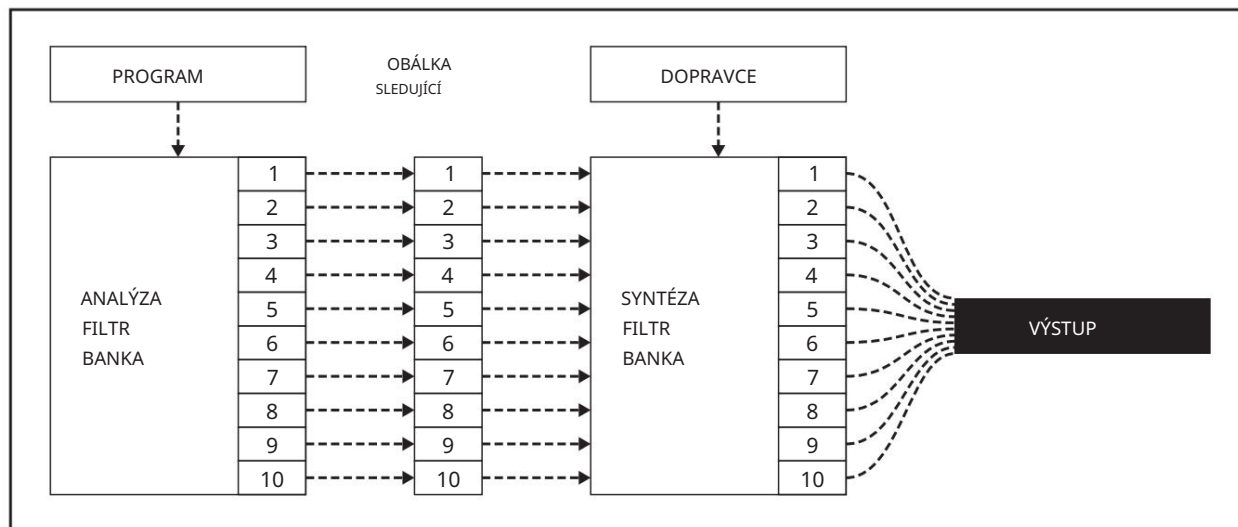 PROGRAM
OBÁLKA
SLEDUJÍCÍ
DOPRAVCE
ANALÝZA
FILTR
BANKA
1
2
3
4
5
6
7
8
9
10
1
2
3
4
5
6
7
8
9
10
SYNTÉZA
FILTR
BANKA
1
2
3
4
5
6
7
8
9
10
VÝSTUP